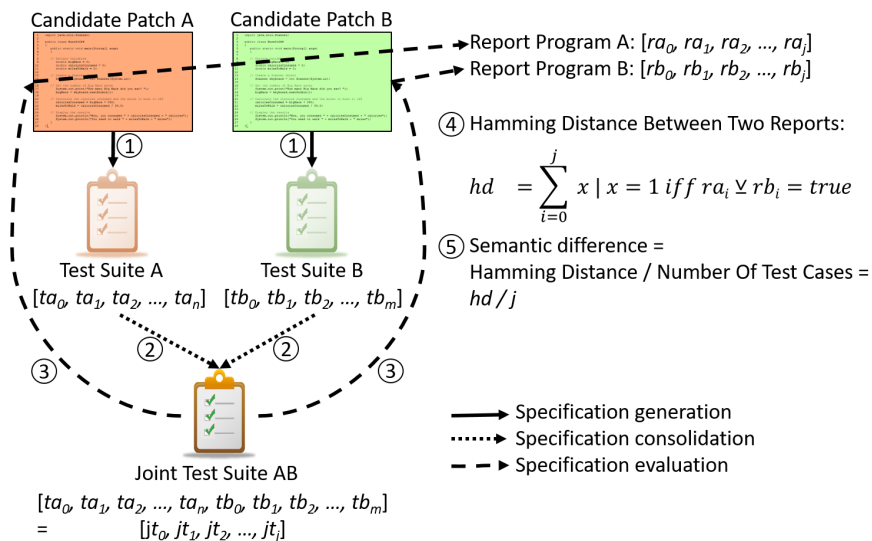 Candidate Patch A
Candidate Patch B
Report Program A: [ra0, ra1, ra2, ..., raj]
Report Program B: [rb0, rb1, rb2, ..., rbj]
① ①
④ Hamming Distance Between Two Reports:
hd = ∑ j i=0 x | x = 1 iff rai ⊻ rbi = true
⑤ Semantic difference =
Hamming Distance / Number Of Test Cases =
hd / j
Test Suite A
[ta0, ta1, ta2, ..., tan]
Test Suite B
[tb0, tb1, tb2, ..., tbm]
② ②
③ ③
Joint Test Suite AB
[ta0, ta1, ta2, ..., tan, tb0, tb1, tb2, ..., tbm]
= [jt0, jt1, jt2, ..., jtj]
Specification generation
Specification consolidation
Specification evaluation